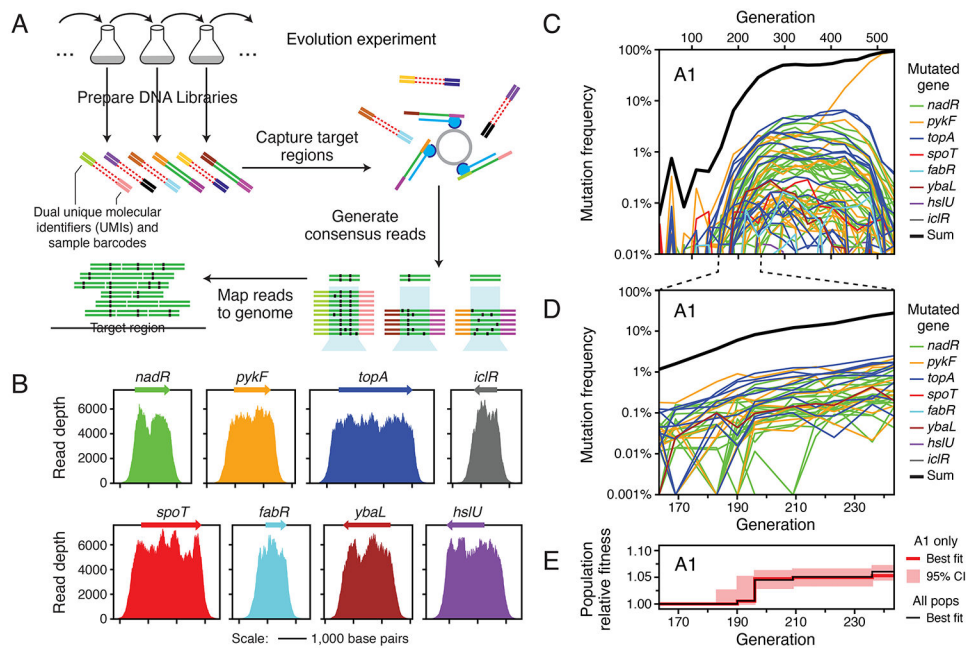 A
...
...
Evolution experiment
Prepare DNA Libraries
Capture target
regions
Dual unique molecular
identifiers (UMIs) and
sample barcodes
Generate
consensus reads
Map reads
to genome
Target region
B
nadR
pykF
topA
iclR
Read depth
6000
4000
2000
0
spoT
fabR
ybaL
hslU
Read depth
6000
4000
2000
0
Scale: 1,000 base pairs
C
Generation
100 200 300 400 500
A1
Mutation frequency
100%
10%
1%
0.1%
0.01%
Mutated
gene
nadR
pykF
topA
spoT
fabR
ybaL
hslU
iclR
Sum
D
A1
Mutation frequency
100%
10%
1%
0.1%
0.01%
0.001%
170 190 210 230
Generation
Mutated
gene
nadR
pykF
topA
spoT
fabR
ybaL
hslU
iclR
Sum
E
A1
Population
relative fitness
1.10
1.05
1.00
170 190 210 230
Generation
A1 only
Best fit
95% CI
All pops
Best fit